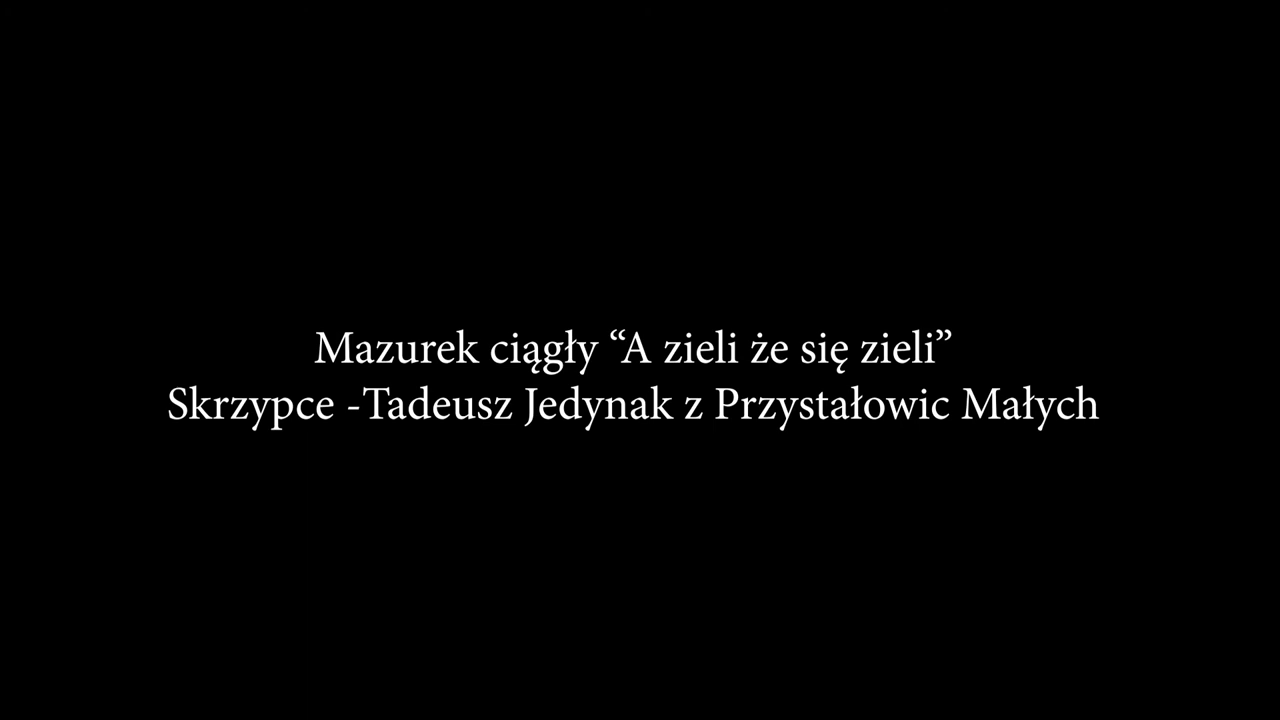 Mazurek ciągły “A zieli że się zieli”
Skrzypce -Tadeusz Jedynak z Przystałowic Małych